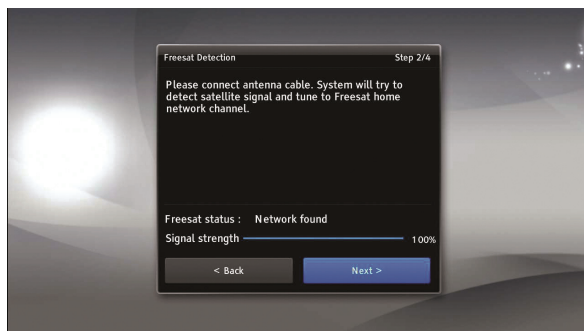 Freesat Detection Step 2/4
Please connect antenna cable. System will try to
detect satellite signal and tune to Freesat home
network channel.
Freesat status : Network found
Signal strength 100%
< Back Next >